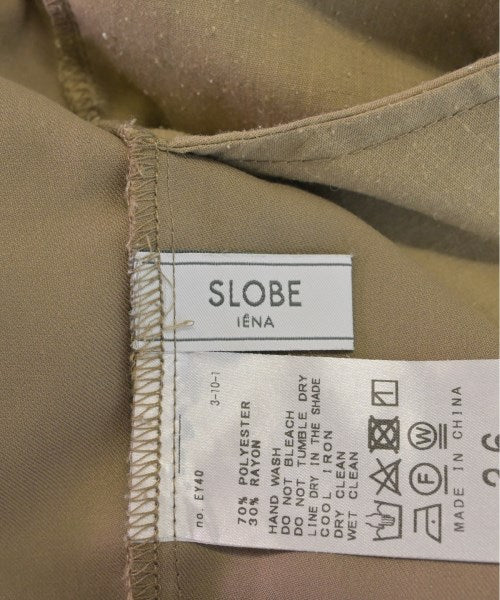 SLOBE
IÉNA
3-10-1
no. EY40
70% POLYESTER
30% RAYON
HAND WASH
DO NOT BLEACH
DO NOT TUMBLE DRY
LINE DRY IN THE SHADE
COOL IRON
DRY CLEAN
WET CLEAN
F W
MADE IN CHINA